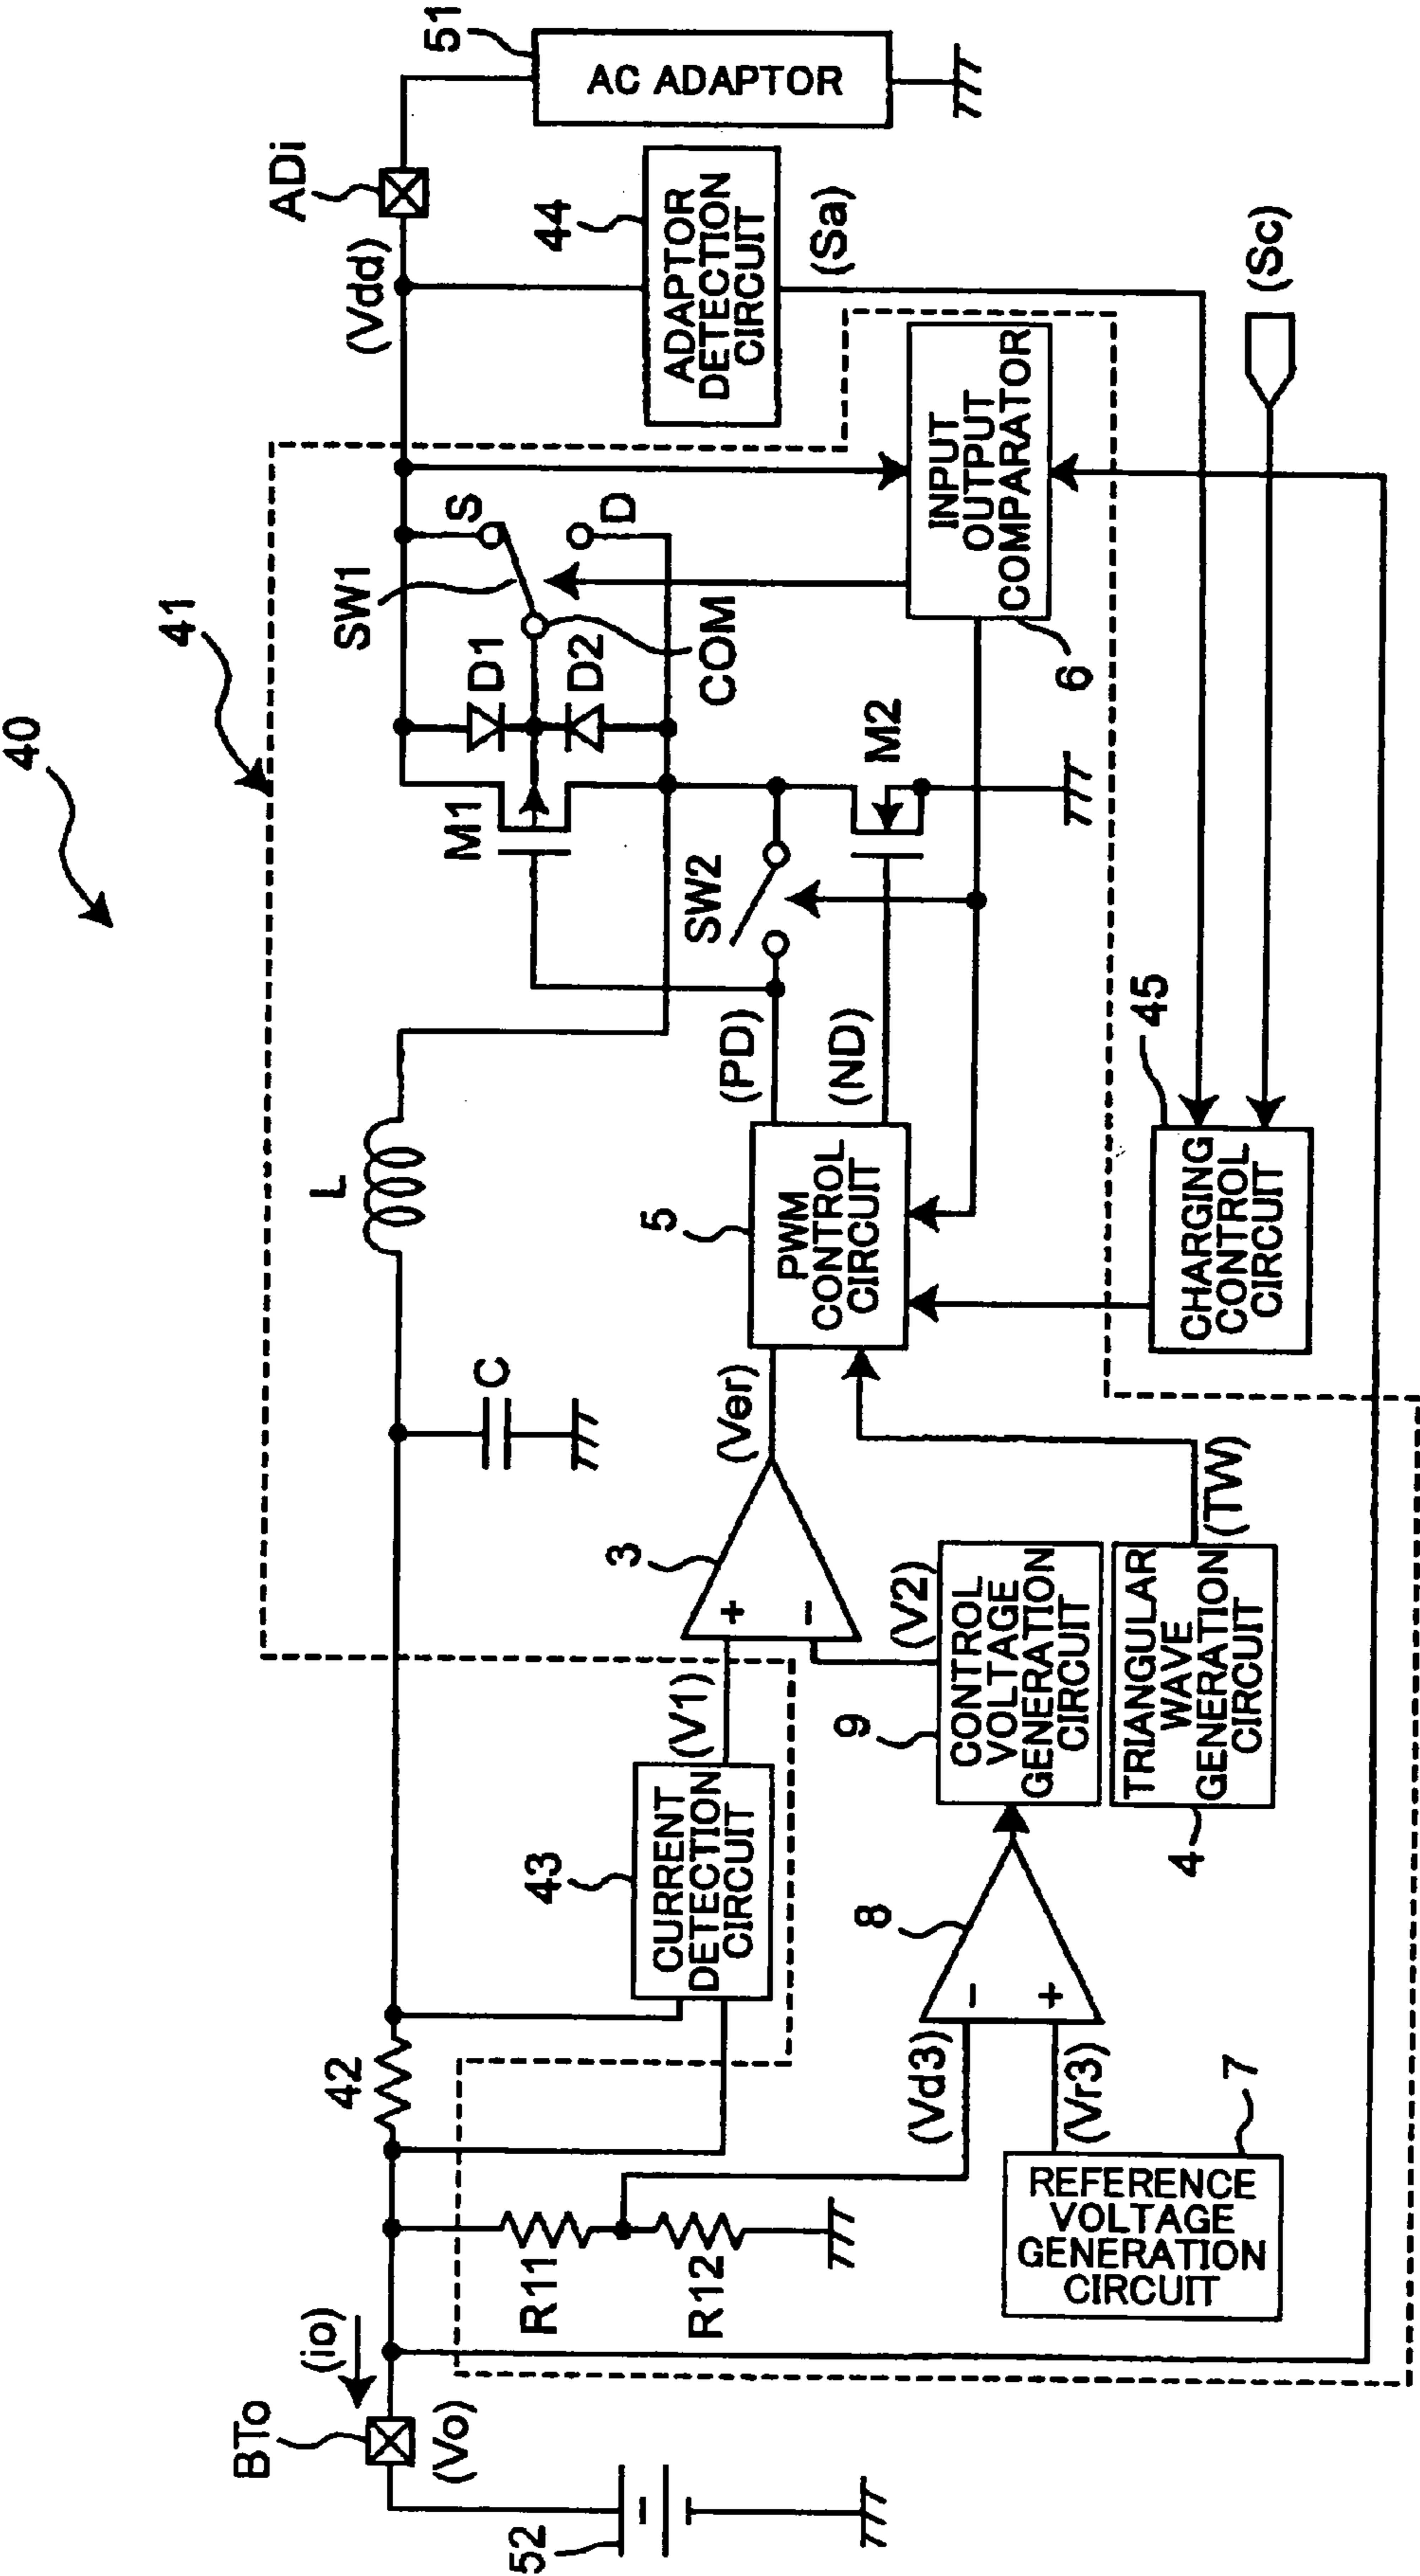 40
41
51
AC ADAPTOR
ADi
(Vdd)
44
ADAPTOR
DETECTION
CIRCUIT
(Sa)
(Sc)
SW1
S
D
COM
D1
D2
M1
M2
SW2
INPUT
OUTPUT
COMPARATOR
6
L
C
(PD)
(ND)
5
PWM
CONTROL
CIRCUIT
45
CHARGING
CONTROL
CIRCUIT
(Ver)
3
+
−
(V1)
(V2)
43
CURRENT
DETECTION
CIRCUIT
9
CONTROL
VOLTAGE
GENERATION
CIRCUIT
(TW)
TRIANGULAR
WAVE
GENERATION
CIRCUIT
4
8
−
+
(Vd3)
(Vr3)
7
REFERENCE
VOLTAGE
GENERATION
CIRCUIT
42
R11
R12
(io)
BTo
(Vo)
52